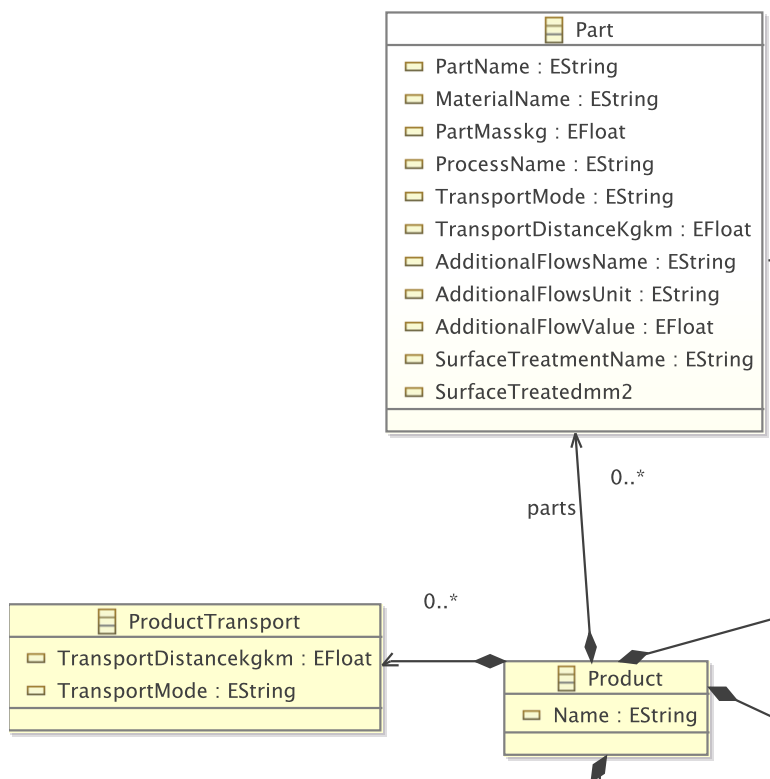 Part
PartName : EString
MaterialName : EString
PartMasskg : EFloat
ProcessName : EString
TransportMode : EString
TransportDistanceKgkm : EFloat
AdditionalFlowsName : EString
AdditionalFlowsUnit : EString
AdditionalFlowValue : EFloat
SurfaceTreatmentName : EString
SurfaceTreatedmm2
0..*
parts
0..*
ProductTransport
TransportDistancekgkm : EFloat
TransportMode : EString
Product
Name : EString